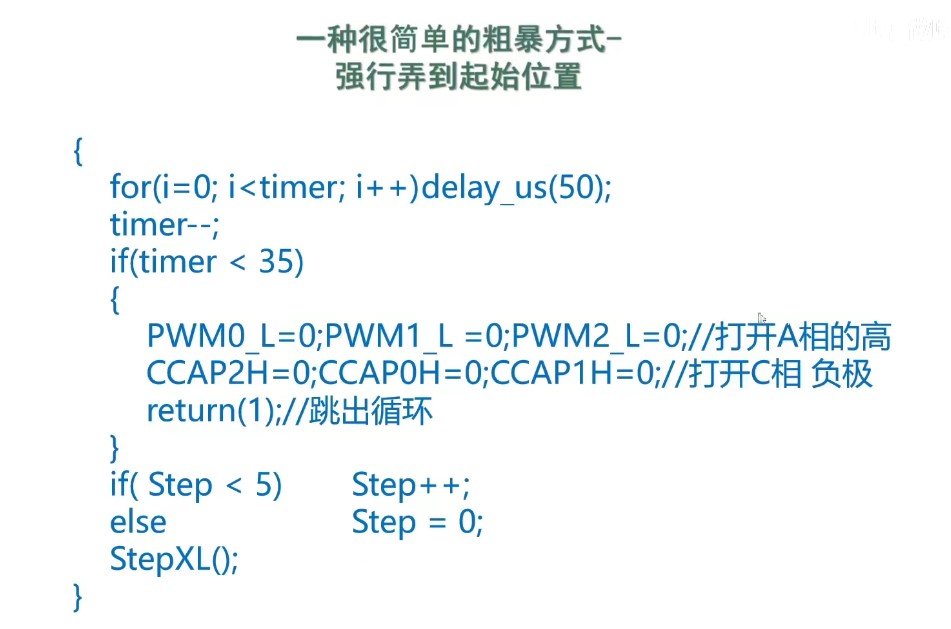 一种很简单的粗暴方式-
强行弄到起始位置
{
for(i=0; i<timer; i++)delay_us(50);
timer--;
if(timer < 35)
{
PWM0_L=0;PWM1_L =0;PWM2_L=0;//打开A相的高
CCAP2H=0;CCAP0H=0;CCAP1H=0;//打开C相 负极
return(1);//跳出循环
}
if( Step < 5) Step++;
else Step = 0;
StepXL();
}